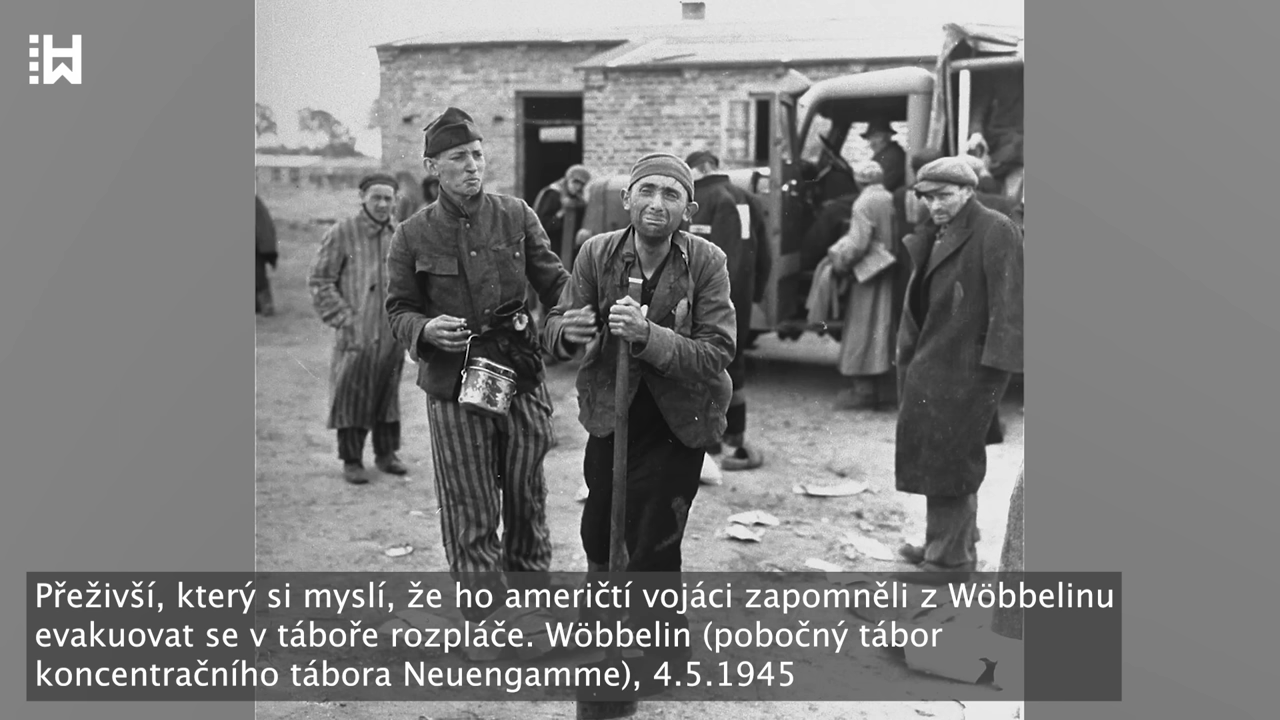 Přeživší, který si myslí, že ho američtí vojáci zapomněli z Wöbbelinu
evakuovat se v táboře rozpláče. Wöbbelin (pobočný tábor
koncentračního tábora Neuengamme), 4.5.1945